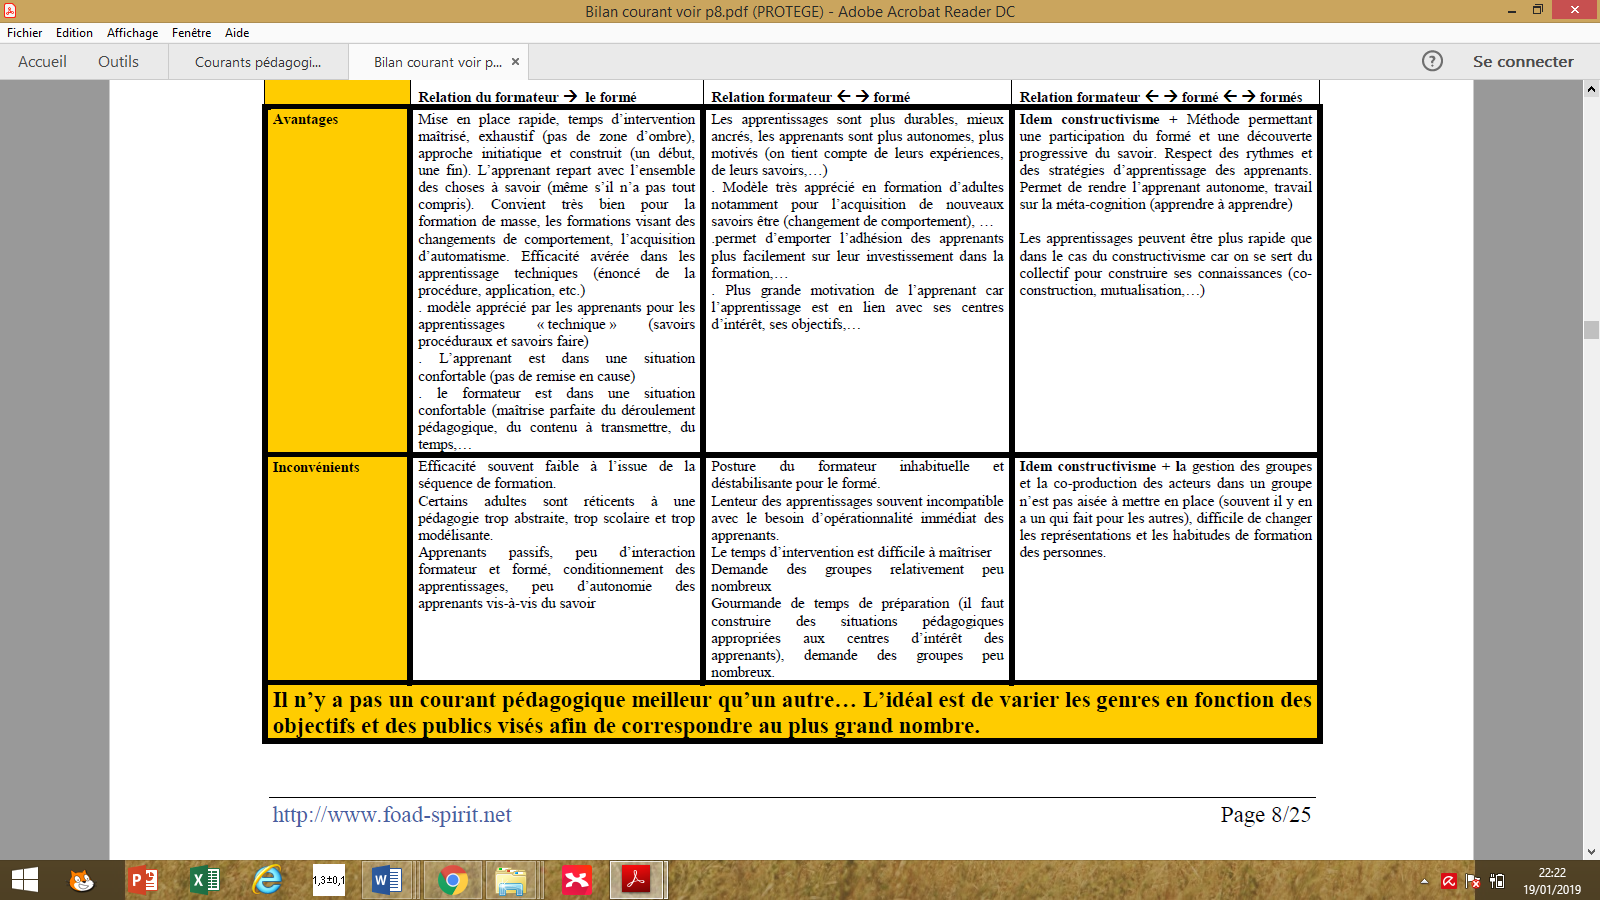 Bilan courant voir p8.pdf (PROTEGE) - Adobe Acrobat Reader DC
Fichier Edition Affichage Fenêtre Aide
Accueil Outils Courants pédagogi... Bilan courant voir p... × ? Se connecter
Relation du formateur → le formé
Relation formateur ← → formé
Relation formateur ← → formé ← → formés
Avantages
Mise en place rapide, temps d’intervention
maîtrisé, exhaustif (pas de zone d’ombre),
approche initiatique et construit (un début,
une fin). L’apprenant repart avec l’ensemble
des choses à savoir (même s’il n’a pas tout
compris). Convient très bien pour la
formation de masse, les formations visant des
changements de comportement, l’acquisition
d’automatisme. Efficacité avérée dans les
apprentissage techniques (énoncé de la
procédure, application, etc.)
. modèle apprécié par les apprenants pour les
apprentissages « technique » (savoirs
procéduraux et savoirs faire)
. L’apprenant est dans une situation
confortable (pas de remise en cause)
. le formateur est dans une situation
confortable (maîtrise parfaite du déroulement
pédagogique, du contenu à transmettre, du
temps,…
Les apprentissages sont plus durables, mieux
ancrés, les apprenants sont plus autonomes, plus
motivés (on tient compte de leurs expériences,
de leurs savoirs,…)
. Modèle très apprécié en formation d’adultes
notamment pour l’acquisition de nouveaux
savoirs être (changement de comportement), …
.permet d’emporter l’adhésion des apprenants
plus facilement sur leur investissement dans la
formation,…
. Plus grande motivation de l’apprenant car
l’apprentissage est en lien avec ses centres
d’intérêt, ses objectifs,…
Idem constructivisme + Méthode permettant
une participation du formé et une découverte
progressive du savoir. Respect des rythmes et
des stratégies d’apprentissage des apprenants.
Permet de rendre l’apprenant autonome, travail
sur la méta-cognition (apprendre à apprendre)
Les apprentissages peuvent être plus rapide que
dans le cas du constructivisme car on se sert du
collectif pour construire ses connaissances (co-
construction, mutualisation,…)
Inconvénients
Efficacité souvent faible à l’issue de la
séquence de formation.
Certains adultes sont réticents à une
pédagogie trop abstraite, trop scolaire et trop
modélisante.
Apprenants passifs, peu d’interaction
formateur et formé, conditionnement des
apprentissages, peu d’autonomie des
apprenants vis-à-vis du savoir
Posture du formateur inhabituelle et
déstabilisante pour le formé.
Lenteur des apprentissages souvent incompatible
avec le besoin d’opérationnalité immédiat des
apprenants.
Le temps d’intervention est difficile à maîtriser
Demande des groupes relativement peu
nombreux
Gourmande de temps de préparation (il faut
construire des situations pédagogiques
appropriées aux centres d’intérêt des
apprenants), demande des groupes peu
nombreux.
Idem constructivisme + la gestion des groupes
et la co-production des acteurs dans un groupe
n’est pas aisée à mettre en place (souvent il y en
a un qui fait pour les autres), difficile de changer
les représentations et les habitudes de formation
des personnes.
Il n’y a pas un courant pédagogique meilleur qu’un autre… L’idéal est de varier les genres en fonction des
objectifs et des publics visés afin de correspondre au plus grand nombre.
http://www.foad-spirit.net Page 8/25
1,3±0,1
22:22
19/01/2019